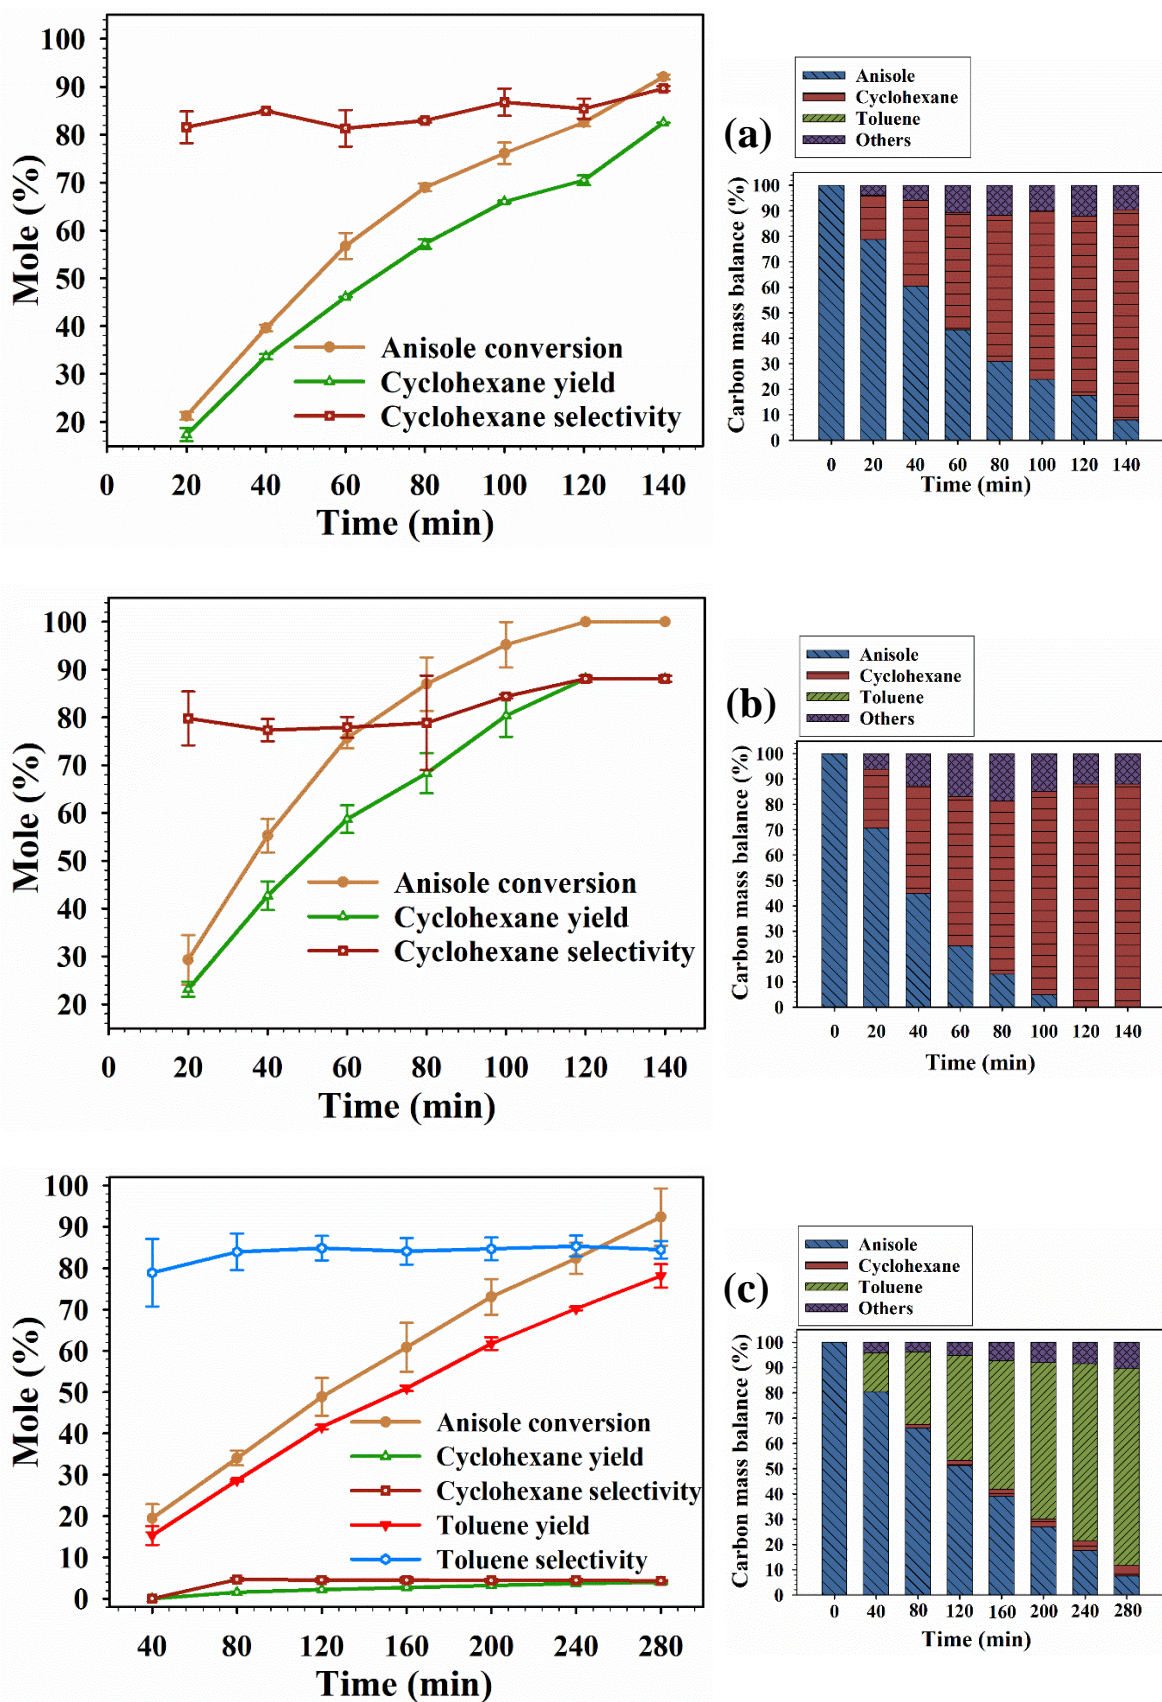 100
90
80
70
60
50
40
30
20
Mole (%)
Anisole conversion
Cyclohexane yield
Cyclohexane selectivity
0 20 40 60 80 100 120 140
Time (min)
Anisole
Cyclohexane
Toluene
Others
(a)
100
90
80
70
60
50
40
30
20
10
0
Carbon mass balance (%)
0 20 40 60 80 100 120 140
Time (min)
100
90
80
70
60
50
40
30
20
Mole (%)
Anisole conversion
Cyclohexane yield
Cyclohexane selectivity
0 20 40 60 80 100 120 140
Time (min)
Anisole
Cyclohexane
Toluene
Others
(b)
100
90
80
70
60
50
40
30
20
10
0
Carbon mass balance (%)
0 20 40 60 80 100 120 140
Time (min)
100
90
80
70
60
50
40
30
20
10
0
Mole (%)
Anisole conversion
Cyclohexane yield
Cyclohexane selectivity
Toluene yield
Toluene selectivity
40 80 120 160 200 240 280
Time (min)
Anisole
Cyclohexane
Toluene
Others
(c)
100
90
80
70
60
50
40
30
20
10
0
Carbon mass balance (%)
0 40 80 120 160 200 240 280
Time (min)